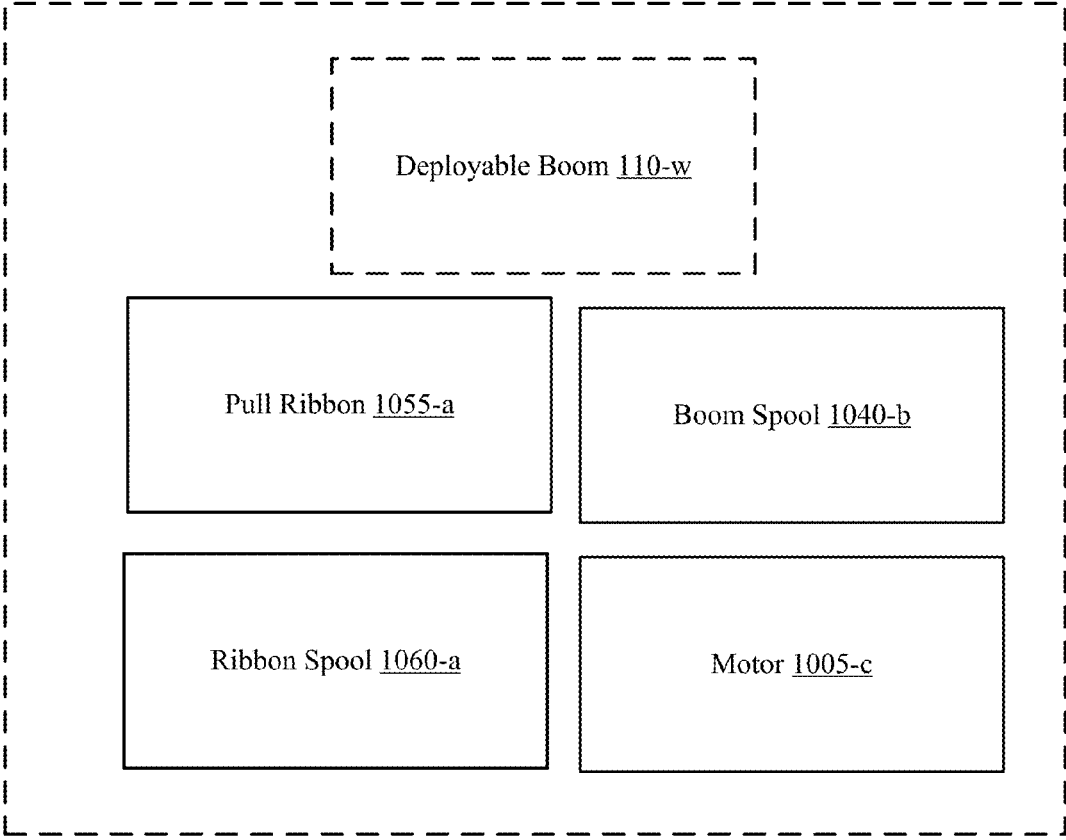 Deployable Boom 110-w
Pull Ribbon 1055-a
Boom Spool 1040-b
Ribbon Spool 1060-a
Motor 1005-c